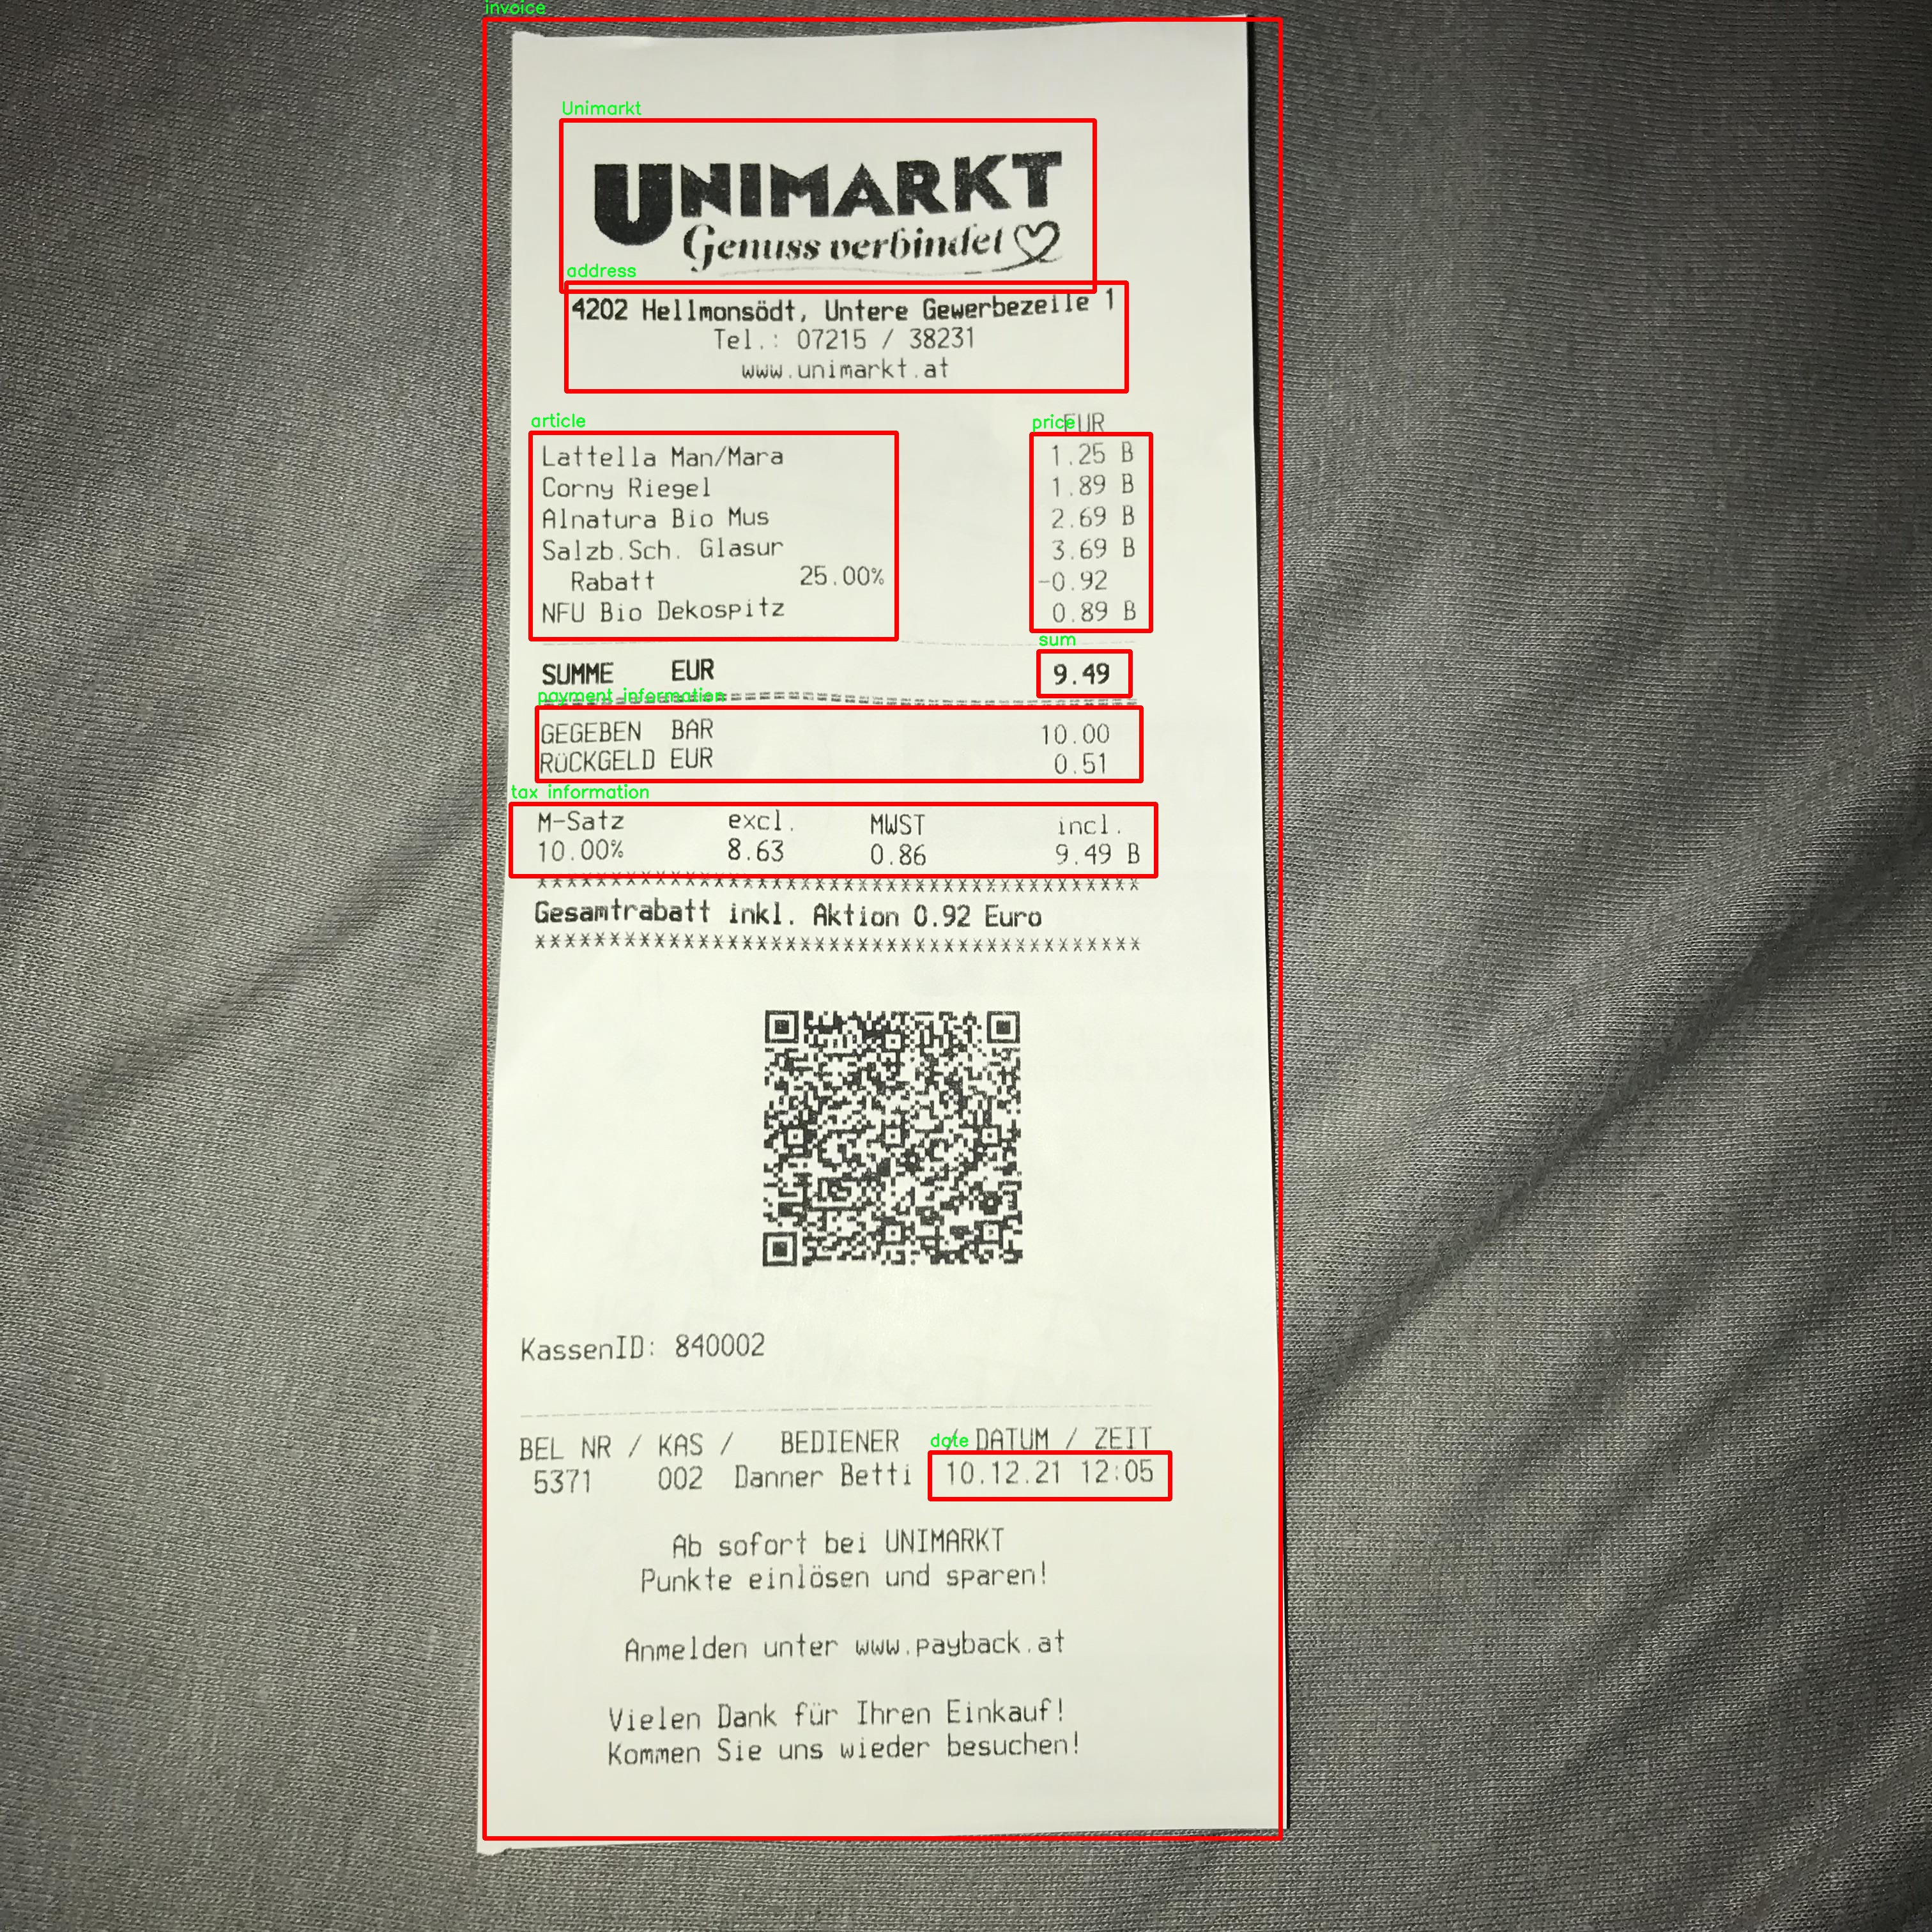 invoice
Unimarkt
UNIMARKT
Genuss verbindet
address
4202 Hellmonsödt, Untere Gewerbezeile 1
Tel.: 07215 / 38231
www.unimarkt.at
article price EUR
Lattella Man/Mara 1.25 B
Corny Riegel 1.89 B
Alnatura Bio Mus 2.69 B
Salzb.Sch. Glasur 3.69 B
Rabatt 25.00% -0.92
NFU Bio Dekospitz 0.89 B
sum
SUMME EUR 9.49
payment information
GEGEBEN BAR 10.00
RÜCKGELD EUR 0.51
tax information
M-Satz excl. MWST incl.
10.00% 8.63 0.86 9.49 B
*****************************************
Gesamtrabatt inkl. Aktion 0.92 Euro
*****************************************
KassenID: 840002
BEL NR / KAS / BEDIENER / DATUM / ZEIT
date
5371 002 Danner Betti 10.12.21 12:05
Ab sofort bei UNIMARKT
Punkte einlösen und sparen!
Anmelden unter www.payback.at
Vielen Dank für Ihren Einkauf!
Kommen Sie uns wieder besuchen!